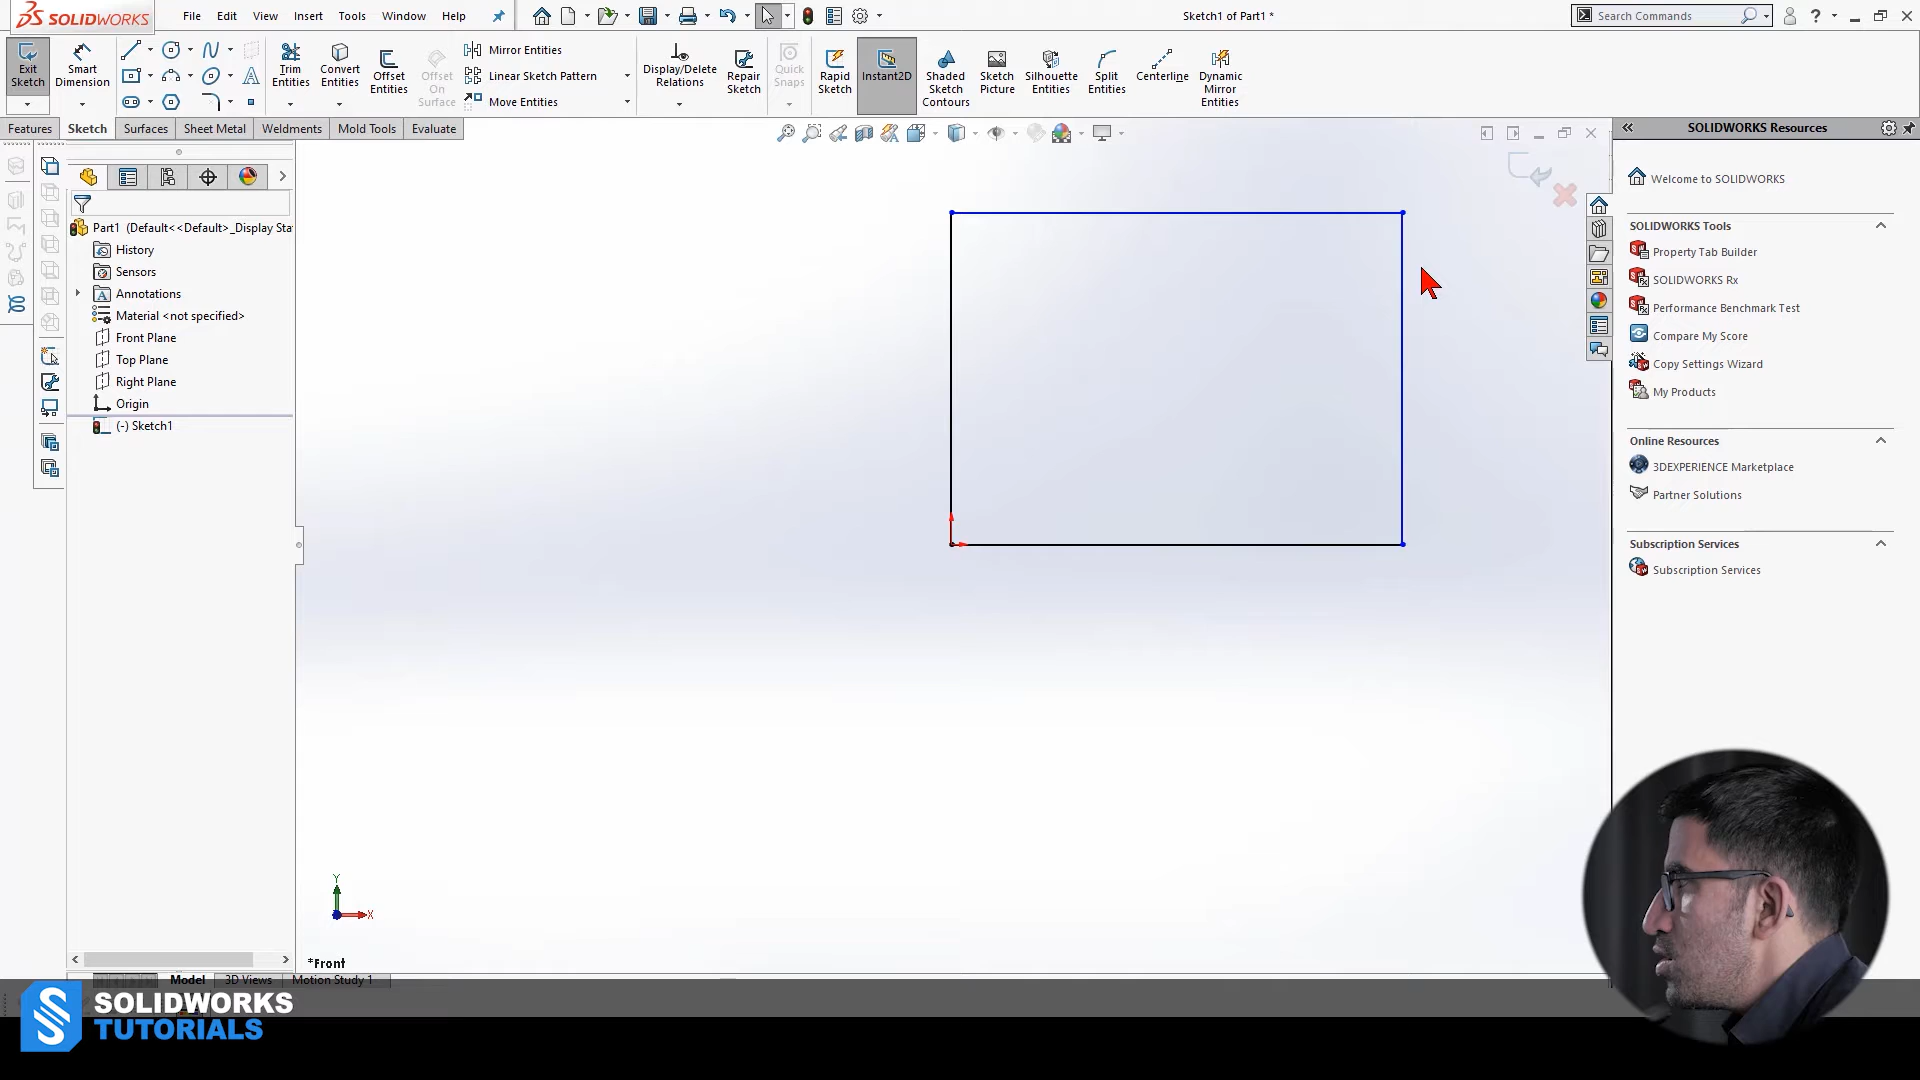 SOLIDWORKS
File
Edit
View
Insert
Tools
Window
Help
Sketch1 of Part1 *
Search Commands
?
Exit Sketch
Smart Dimension
Trim Entities
Convert Entities
Offset Entities
Offset On Surface
Mirror Entities
Linear Sketch Pattern
Move Entities
Display/Delete Relations
Repair Sketch
Quick Snaps
Rapid Sketch
Instant2D
Shaded Sketch Contours
Sketch Picture
Silhouette Entities
Split Entities
Centerline
Dynamic Mirror Entities
Features
Sketch
Surfaces
Sheet Metal
Weldments
Mold Tools
Evaluate
SOLIDWORKS Resources
Part1 (Default<<Default>_Display Sta
History
Sensors
Annotations
Material <not specified>
Front Plane
Top Plane
Right Plane
Origin
(-) Sketch1
Welcome to SOLIDWORKS
SOLIDWORKS Tools
Property Tab Builder
SOLIDWORKS Rx
Performance Benchmark Test
Compare My Score
Copy Settings Wizard
My Products
Online Resources
3DEXPERIENCE Marketplace
Partner Solutions
Subscription Services
Subscription Services
Y
X
*Front
Model
3D Views
Motion Study 1
SOLIDWORKS
TUTORIALS